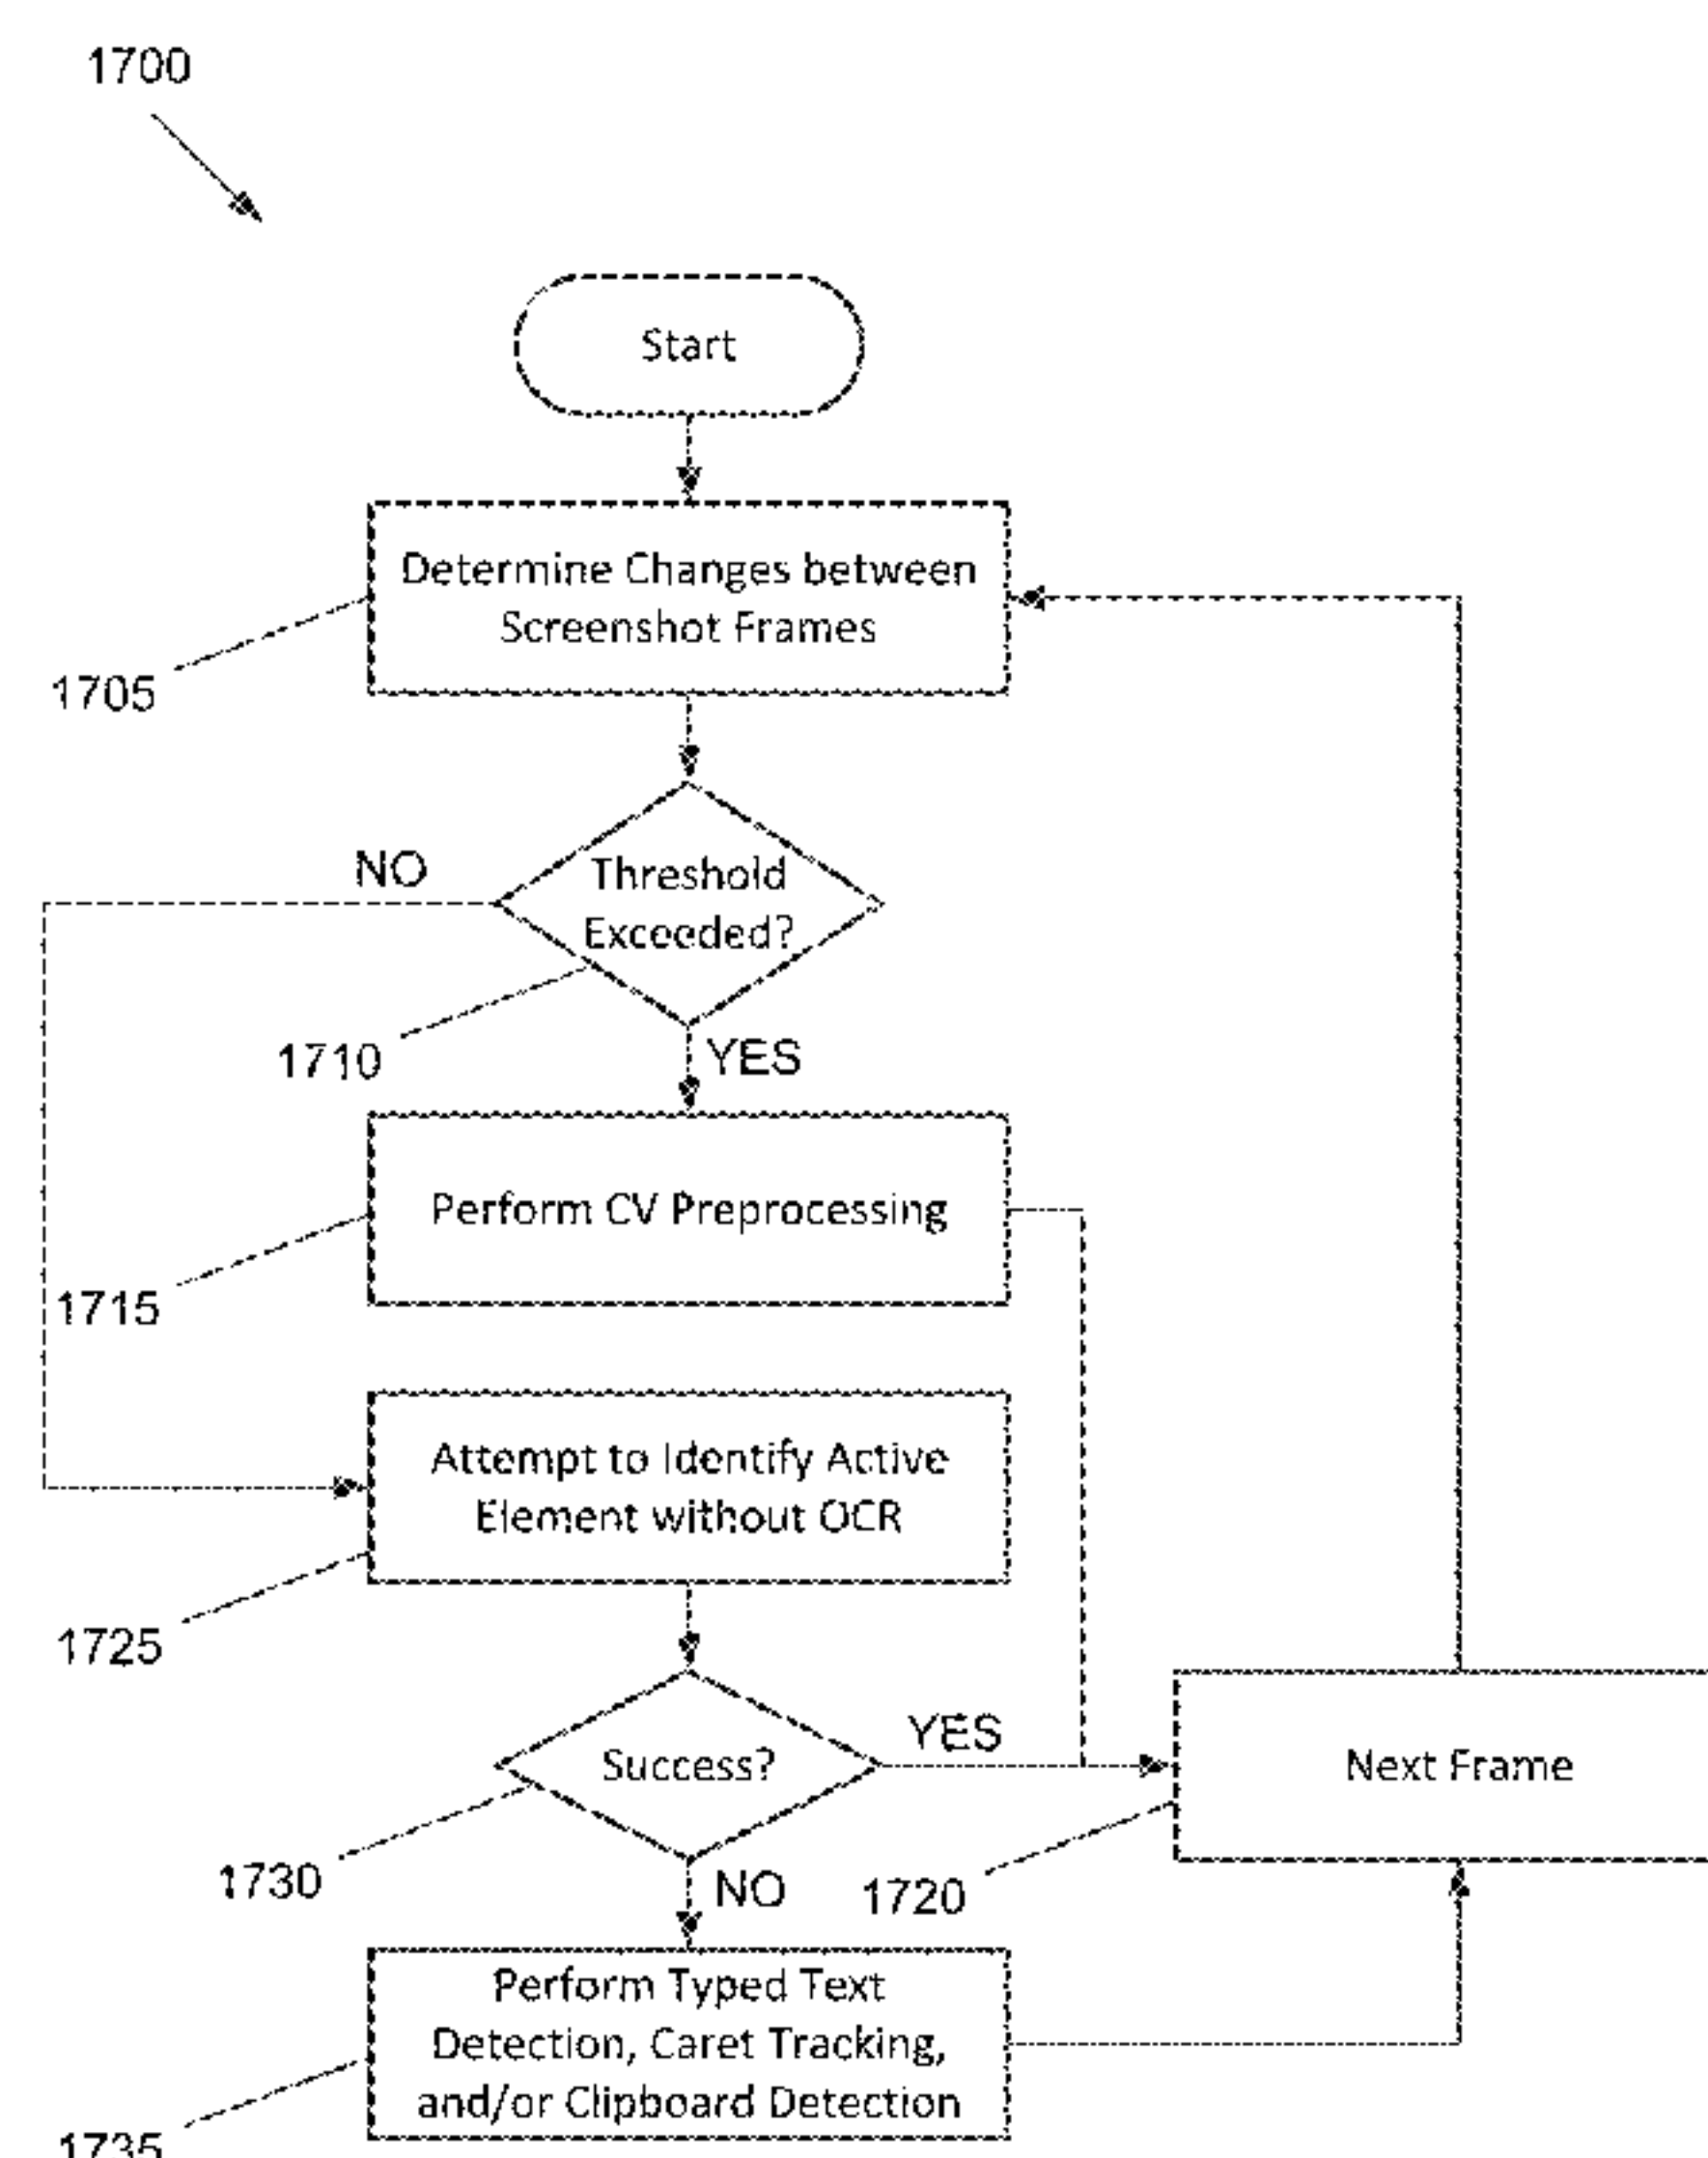 1700
Start
Determine Changes between
Screenshot Frames
1705
NO
Threshold
Exceeded?
1710
YES
Perform CV Preprocessing
1715
Attempt to Identify Active
Element without OCR
1725
YES
Success?
Next Frame
1730
NO
1720
Perform Typed Text
Detection, Caret Tracking,
and/or Clipboard Detection
1735